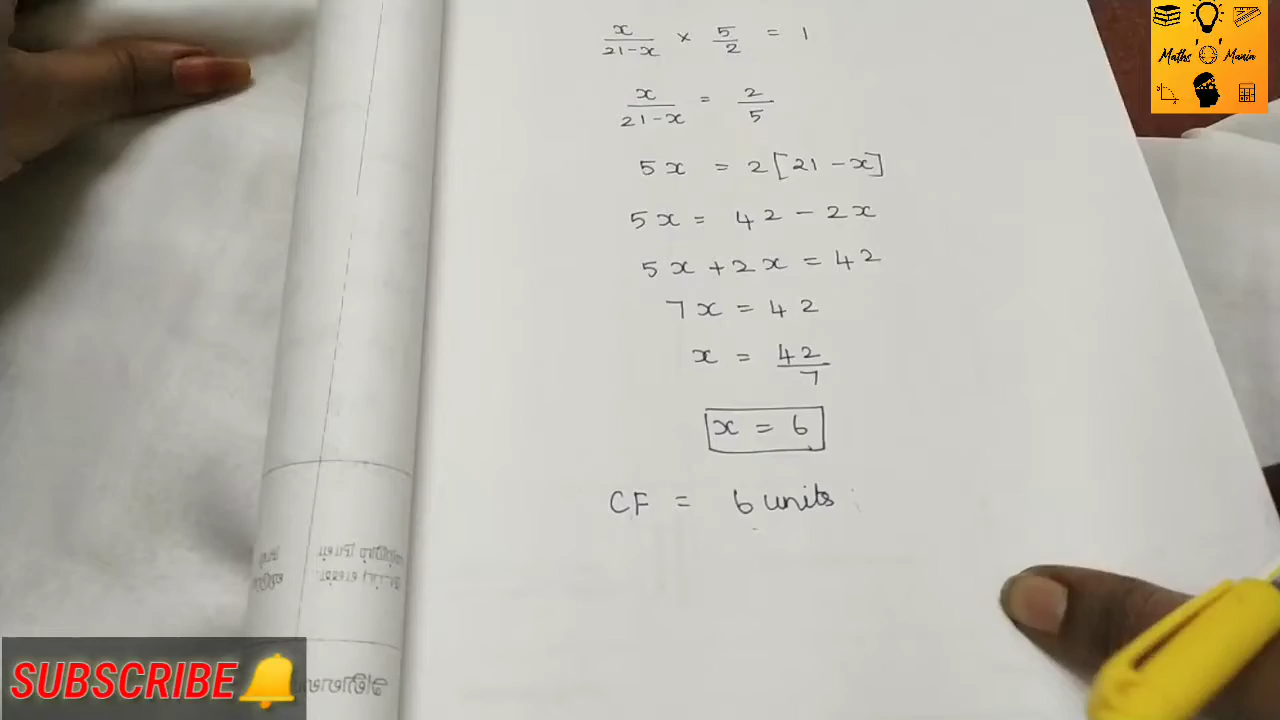 x/(21-x) × 5/2 = 1
x/(21-x) = 2/5
5x = 2[21-x]
5x = 42 - 2x
5x + 2x = 42
7x = 42
x = 42/7
x = 6
CF = 6 units
Maths Mania
SUBSCRIBE